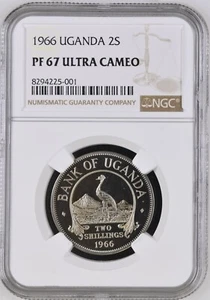 1966 UGANDA 2S
PF 67 ULTRA CAMEO
8294225-001
NUMISMATIC GUARANTY COMPANY
NGC
BANK OF UGANDA
TWO
SHILLINGS
1966